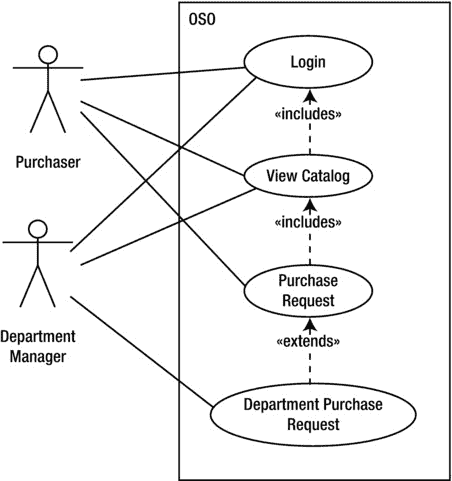 OSO
Login
«includes»
Purchaser
View Catalog
«includes»
Purchase
Request
Department
Manager
«extends»
Department Purchase
Request